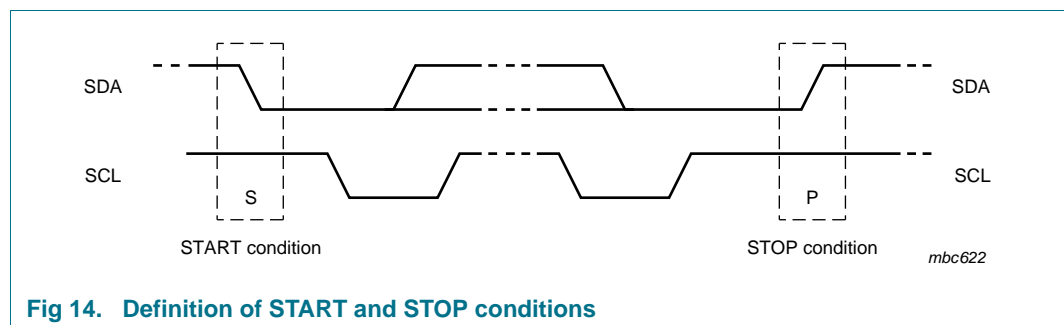 SDA SDA
SCL SCL
S P
START condition STOP condition
mbc622
Fig 14. Definition of START and STOP conditions